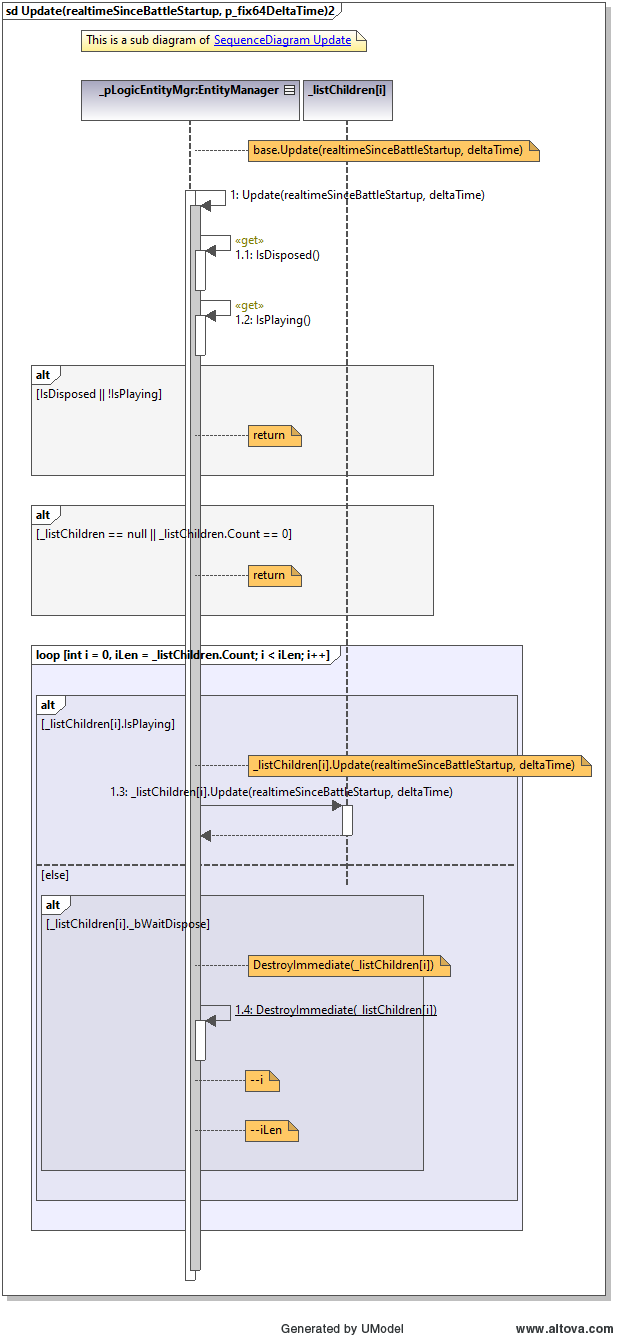 sd Update(realtimeSinceBattleStartup, p_fix64DeltaTime)2
This is a sub diagram of SequenceDiagram Update
_pLogicEntityMgr:EntityManager
_listChildren[i]
base.Update(realtimeSinceBattleStartup, deltaTime)
1: Update(realtimeSinceBattleStartup, deltaTime)
«get»
1.1: IsDisposed()
«get»
1.2: IsPlaying()
alt
[IsDisposed || !IsPlaying]
return
alt
[_listChildren == null || _listChildren.Count == 0]
return
loop [int i = 0, iLen = _listChildren.Count; i < iLen; i++]
alt
[_listChildren[i].IsPlaying]
_listChildren[i].Update(realtimeSinceBattleStartup, deltaTime)
1.3: _listChildren[i].Update(realtimeSinceBattleStartup, deltaTime)
[else]
alt
[_listChildren[i]._bWaitDispose]
DestroyImmediate(_listChildren[i])
1.4: DestroyImmediate(_listChildren[i])
--i
--iLen
Generated by UModel
www.altova.com